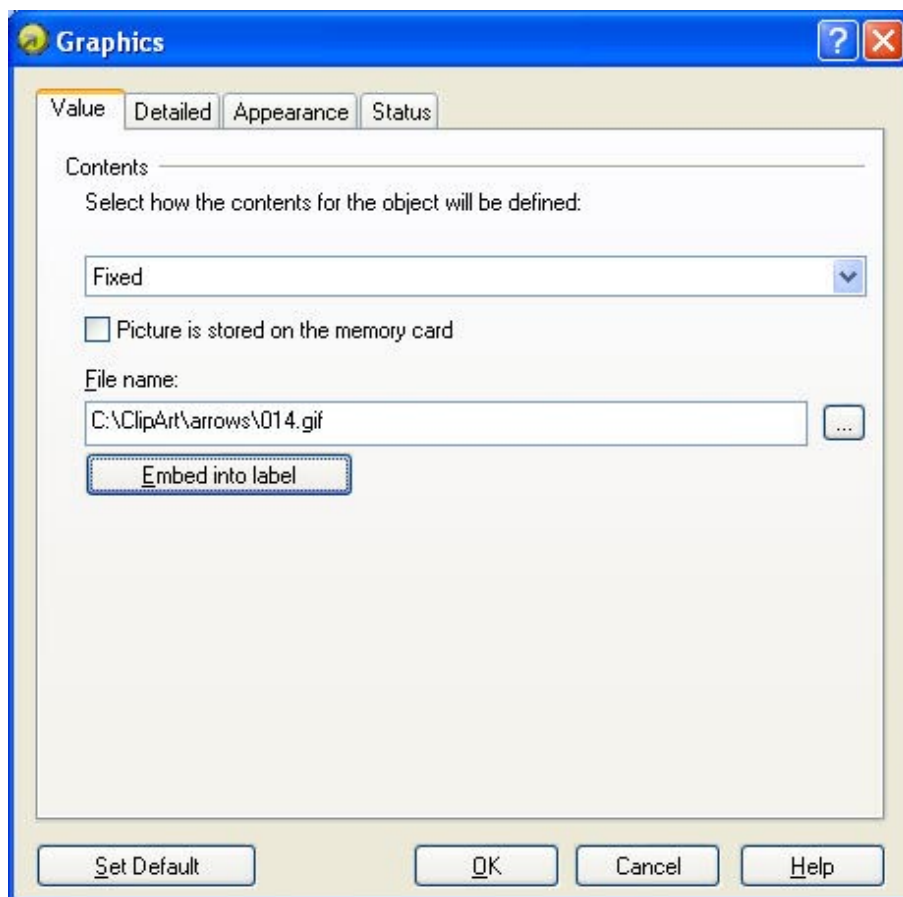 Graphics
Value Detailed Appearance Status
Contents
Select how the contents for the object will be defined:
Fixed
Picture is stored on the memory card
File name:
C:\ClipArt\arrows\014.gif
...
Embed into label
Set Default OK Cancel Help